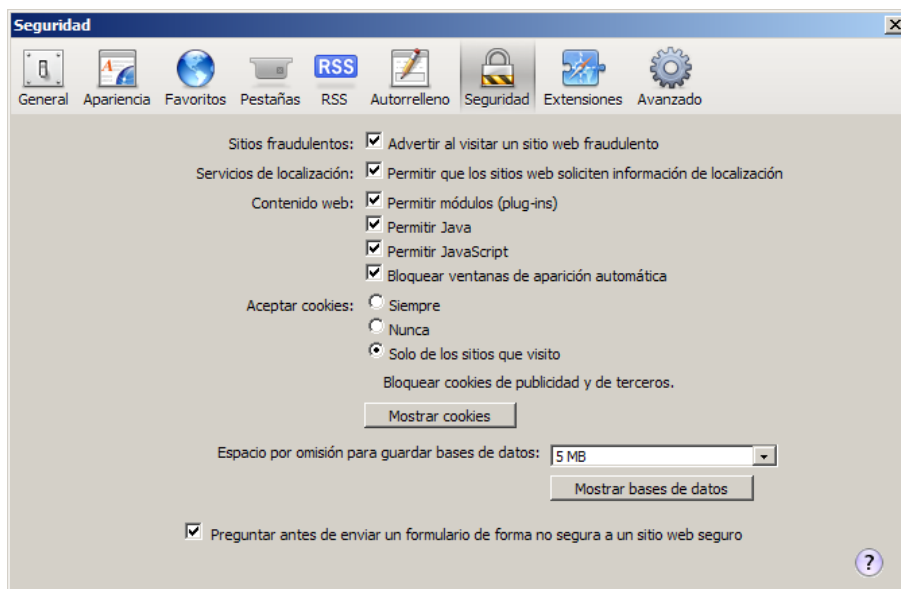 Seguridad
RSS
General Apariencia Favoritos Pestañas RSS Autorrelleno Seguridad Extensiones Avanzado
Sitios fraudulentos: Advertir al visitar un sitio web fraudulento
Servicios de localización: Permitir que los sitios web soliciten información de localización
Contenido web: Permitir módulos (plug-ins)
Permitir Java
Permitir JavaScript
Bloquear ventanas de aparición automática
Aceptar cookies: Siempre
Nunca
Solo de los sitios que visito
Bloquear cookies de publicidad y de terceros.
Mostrar cookies
Espacio por omisión para guardar bases de datos: 5 MB
Mostrar bases de datos
Preguntar antes de enviar un formulario de forma no segura a un sitio web seguro
?